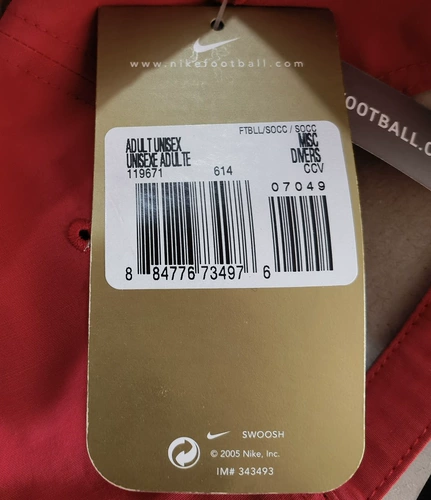 www.nikefootball.com
OOTBALL.C
FTBLL/SOCC / SOCC
ADULT UNISEX MISC
UNISEXE ADULTE DIVERS
119671 614 CCV
07049
8 84776 73497 6
SWOOSH
© 2005 Nike, Inc.
IM# 343493